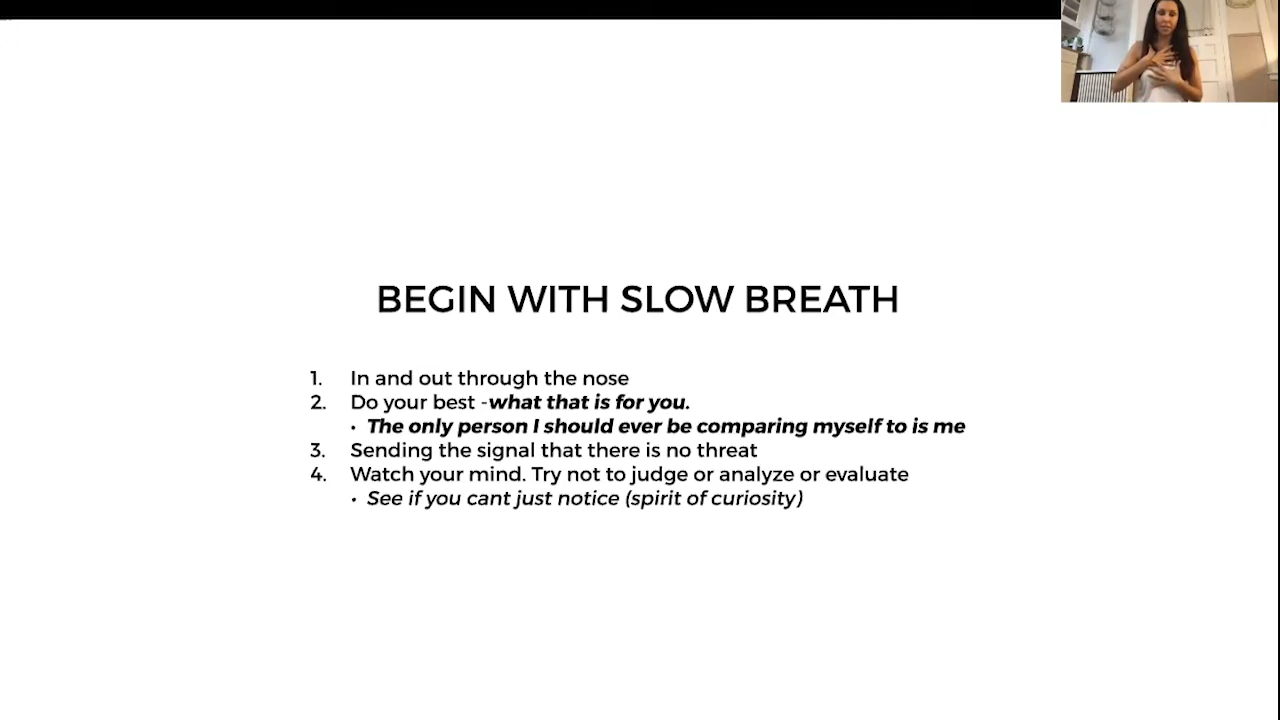 BEGIN WITH SLOW BREATH
1. In and out through the nose
2. Do your best -what that is for you.
• The only person I should ever be comparing myself to is me
3. Sending the signal that there is no threat
4. Watch your mind. Try not to judge or analyze or evaluate
• See if you cant just notice (spirit of curiosity)